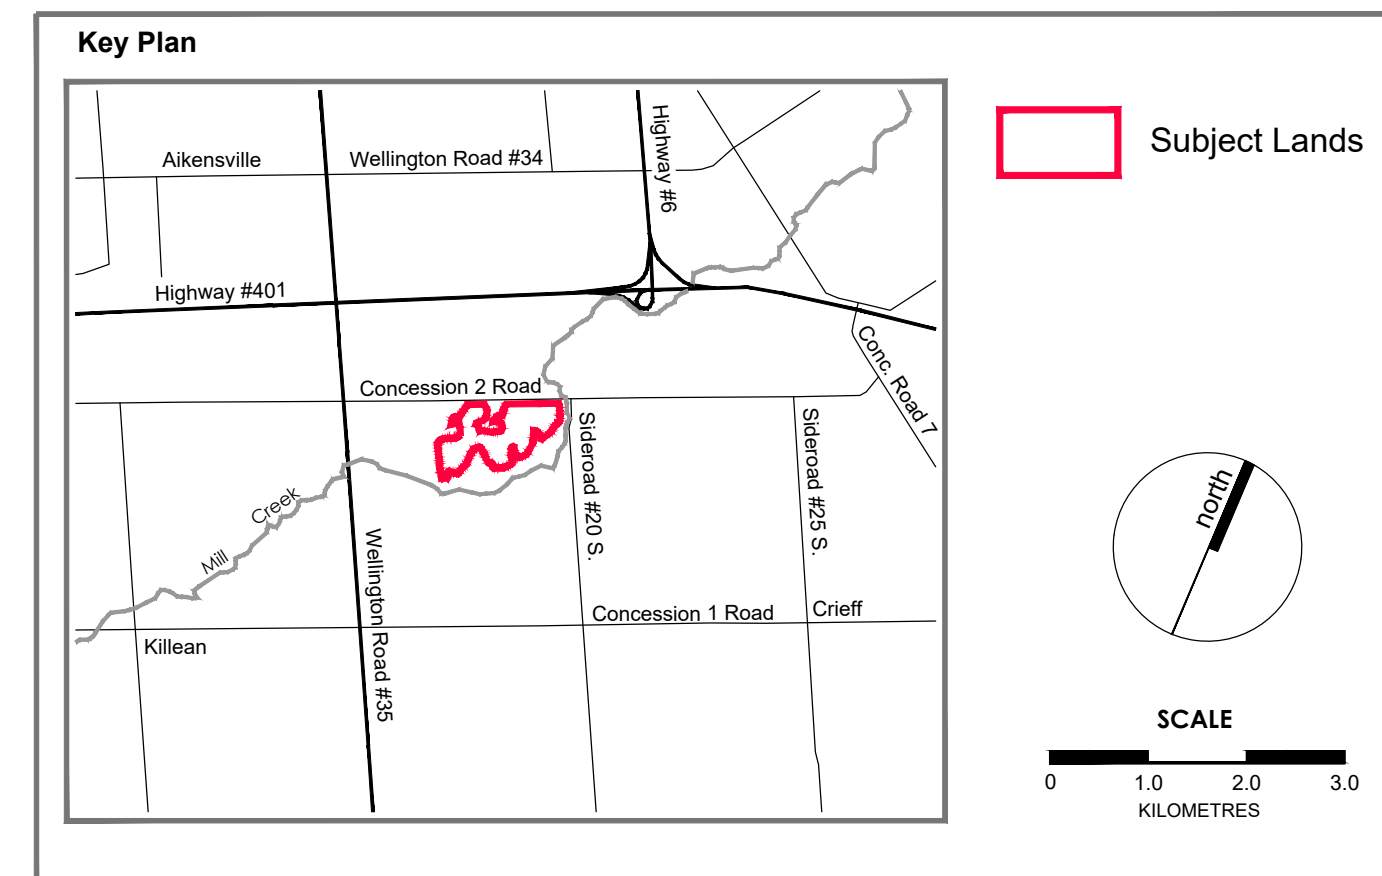 Key Plan
Subject Lands
Aikensville
Wellington Road #34
Highway #6
Highway #401
Conc. Road 7
Concession 2 Road
Sideroad #20 S.
Sideroad #25 S.
Mill Creek
Wellington Road #35
Concession 1 Road
Crieff
Killean
north
SCALE
0 1.0 2.0 3.0
KILOMETRES